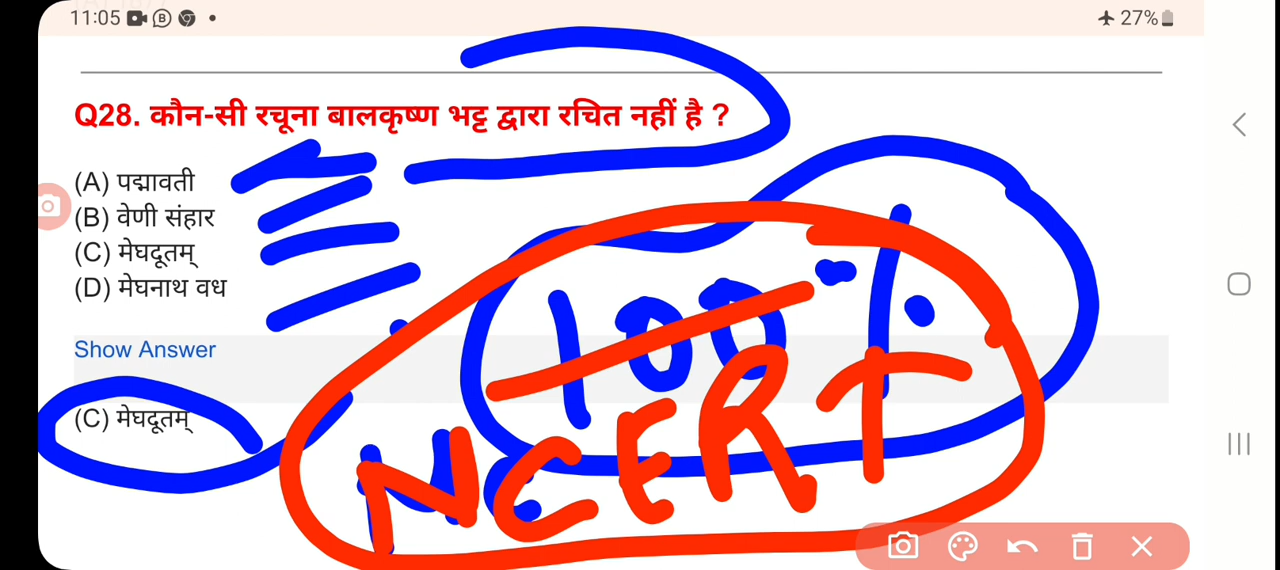 11:05
27%
Q28. कौन-सी रचूना बालकृष्ण भट्ट द्वारा रचित नहीं है ?
(A) पद्मावती
(B) वेणी संहार
(C) मेघदूतम्
(D) मेघनाथ वध
100%
Show Answer
(C) मेघदूतम्
NCERT